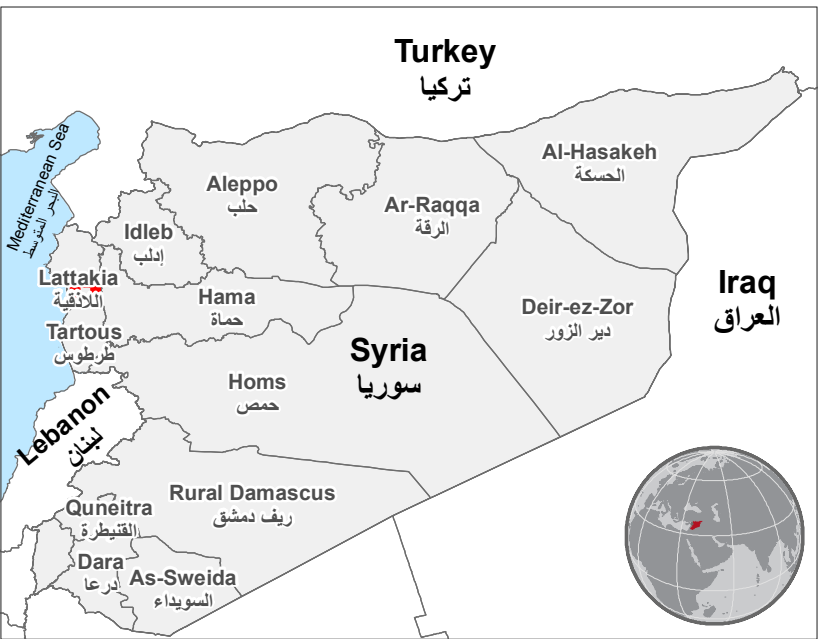 Turkey
تركيا
Mediterranean Sea
البحر المتوسط
Al-Hasakeh
الحسكة
Aleppo
حلب
Ar-Raqqa
الرقة
Idleb
إدلب
Lattakia
اللاذقية
Hama
حماة
Iraq
العراق
Deir-ez-Zor
دير الزور
Tartous
طرطوس
Syria
سوريا
Homs
حمص
Lebanon
لبنان
Rural Damascus
ريف دمشق
Quneitra
القنيطرة
Dara
درعا
As-Sweida
السويداء